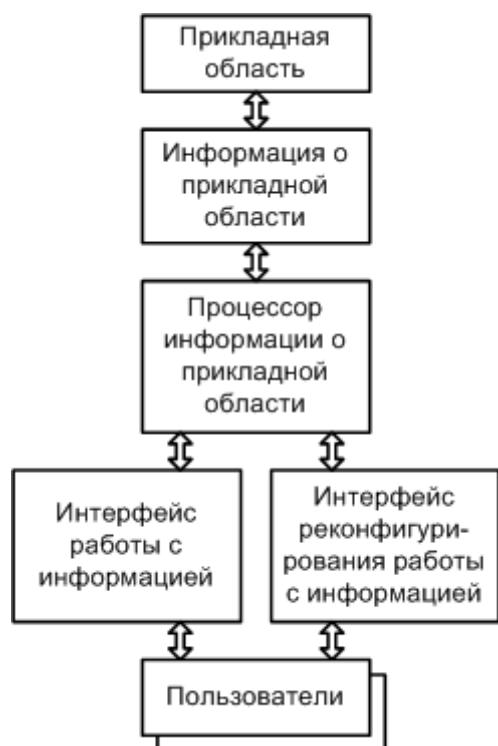 Прикладная
область
Информация о
прикладной
области
Процессор
информации о
прикладной
области
Интерфейс
работы с
информацией
Интерфейс
реконфигури-
рования работы
с информацией
Пользователи